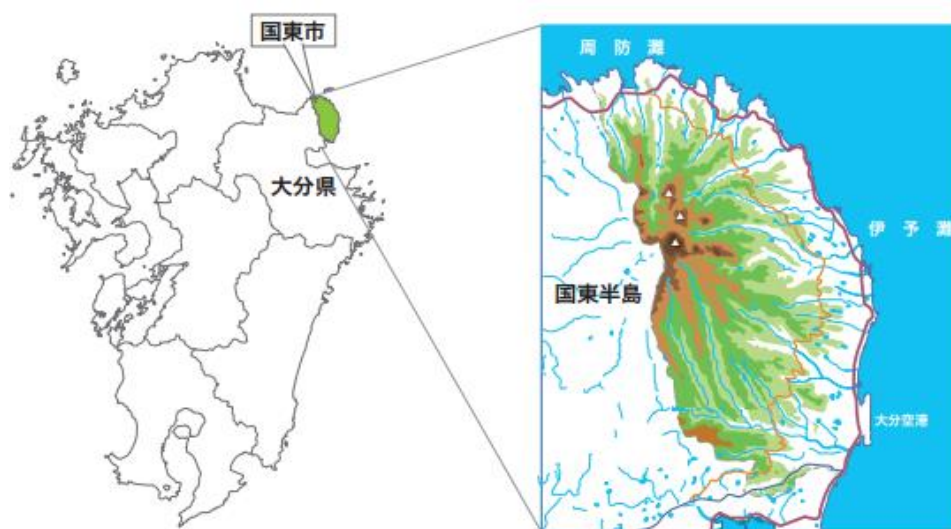 国東市
大分県
周防灘
伊予灘
国東半島
大分空港